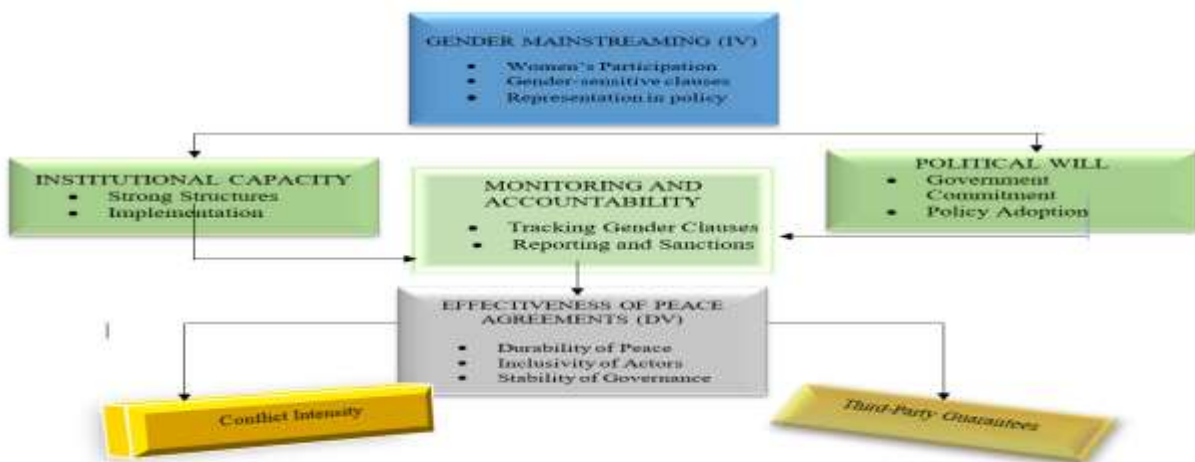 GENDER MAINSTREAMING (IV)
• Women's Participation
• Gender-sensitive clauses
• Representation in policy
INSTITUTIONAL CAPACITY
• Strong Structures
• Implementation
MONITORING AND
ACCOUNTABILITY
• Tracking Gender Clauses
• Reporting and Sanctions
POLITICAL WILL
• Government
Commitment
• Policy Adoption
EFFECTIVENESS OF PEACE
AGREEMENTS (DV)
• Durability of Peace
• Inclusivity of Actors
• Stability of Governance
Conflict Intensity
Third-Party Guarantees